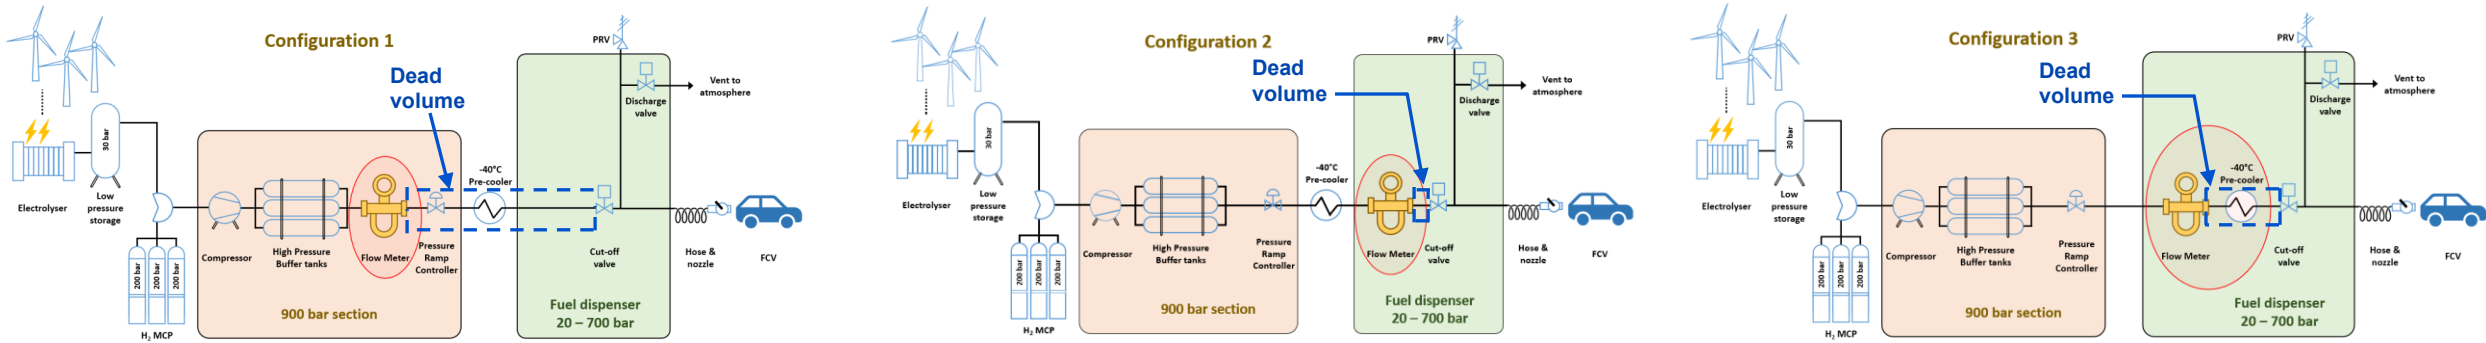 Configuration 1
Dead
volume
PRV
Vent to
atmosphere
Discharge
valve
30 bar
-40°C
Pre-cooler
Electrolyser
Low
pressure
storage
Compressor
High Pressure
Buffer tanks
Flow Meter
Pressure
Ramp
Controller
Cut-off
valve
Hose &
nozzle
FCV
200 bar
200 bar
200 bar
H₂ MCP
900 bar section
Fuel dispenser
20 – 700 bar
Configuration 2
Dead
volume
PRV
Vent to
atmosphere
Discharge
valve
30 bar
-40°C
Pre-cooler
Electrolyser
Low
pressure
storage
Compressor
High Pressure
Buffer tanks
Pressure
Ramp
Controller
Flow Meter
Cut-off
valve
Hose &
nozzle
FCV
200 bar
200 bar
200 bar
H₂ MCP
900 bar section
Fuel dispenser
20 – 700 bar
Configuration 3
Dead
volume
PRV
Vent to
atmosphere
Discharge
valve
30 bar
-40°C
Pre-cooler
Electrolyser
Low
pressure
storage
Compressor
High Pressure
Buffer tanks
Pressure
Ramp
Controller
Flow Meter
Cut-off
valve
Hose &
nozzle
FCV
200 bar
200 bar
200 bar
H₂ MCP
900 bar section
Fuel dispenser
20 – 700 bar